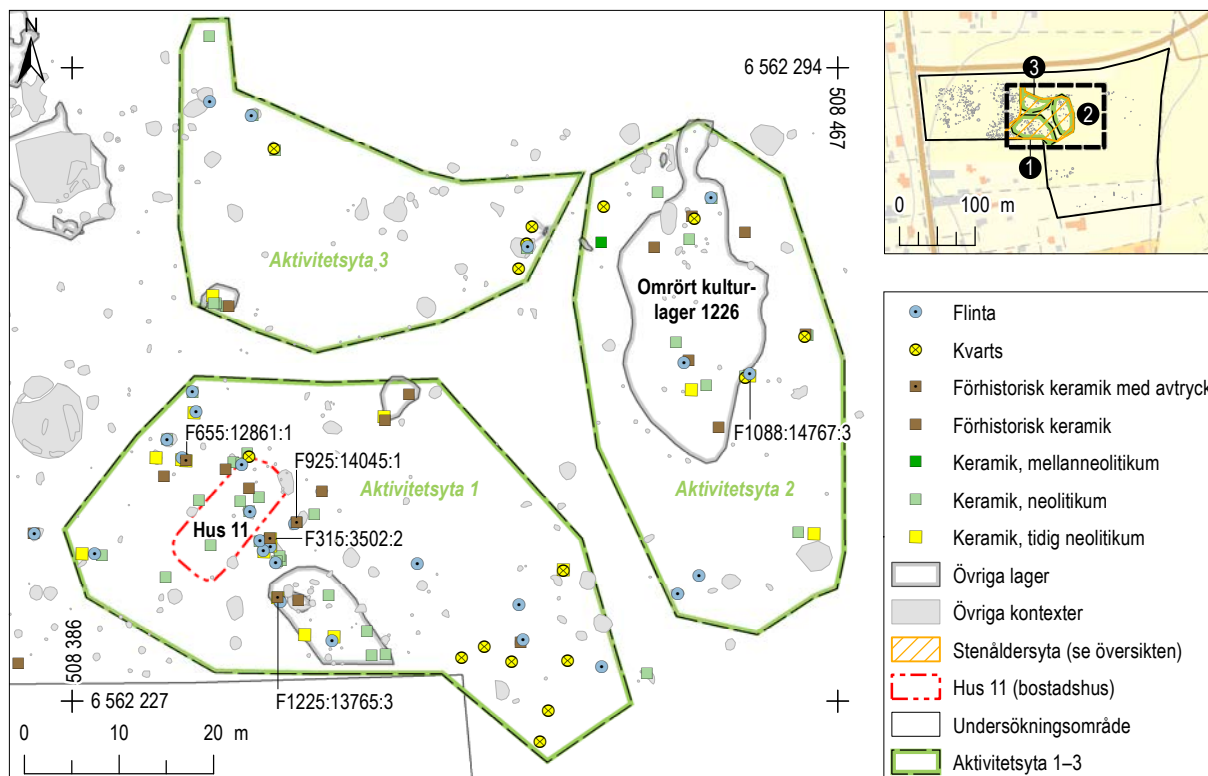 N
6 562 294
508 467
Aktivitetsyta 3
Omrört kultur-
lager 1226
F1088:14767:3
F655:12861:1
F925:14045:1
Aktivitetsyta 1
Aktivitetsyta 2
Hus 11
F315:3502:2
508 386
6 562 227
F1225:13765:3
0 10 20 m
3
2
1
0 100 m
Flinta
Kvarts
Förhistorisk keramik med avtryck
Förhistorisk keramik
Keramik, mellanneolitikum
Keramik, neolitikum
Keramik, tidig neolitikum
Övriga lager
Övriga kontexter
Stenåldersyta (se översikten)
Hus 11 (bostadshus)
Undersökningsområde
Aktivitetsyta 1–3